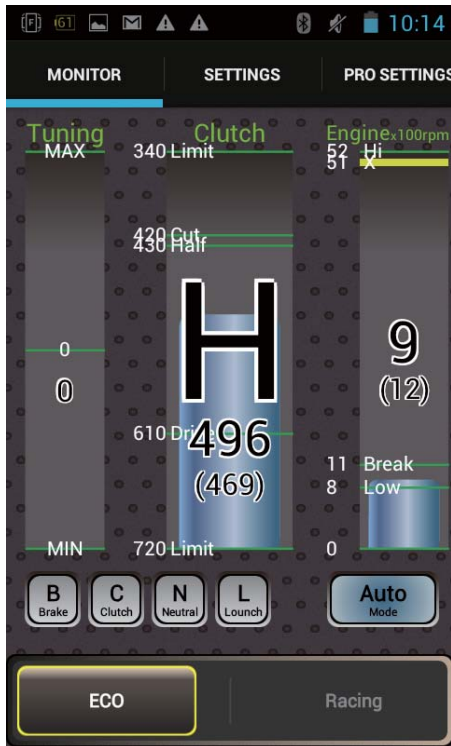 [F] 61 10:14
MONITOR SETTINGS PRO SETTINGS
Tuning Clutch Enginex100rpm
MAX 340 Limit 52 Hi
51 X
420 Cut
430 Half
H
0 9
0 (12)
610 Drive
496
(469)
11 Break
8 Low
MIN 720 Limit 0
B C N L Auto
Brake Clutch Neutral Lounch Mode
ECO Racing